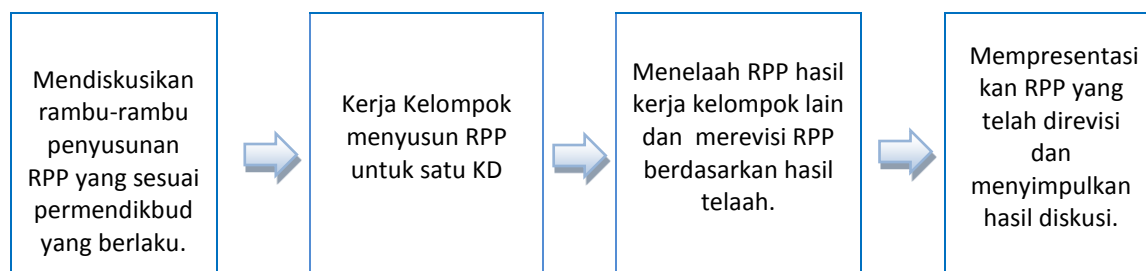 Mendiskusikan
rambu-rambu
penyusunan
RPP yang sesuai
permendikbud
yang berlaku.
Kerja Kelompok
menyusun RPP
untuk satu KD
Menelaah RPP hasil
kerja kelompok lain
dan merevisi RPP
berdasarkan hasil
telaah.
Mempresentasi
kan RPP yang
telah direvisi
dan
menyimpulkan
hasil diskusi.